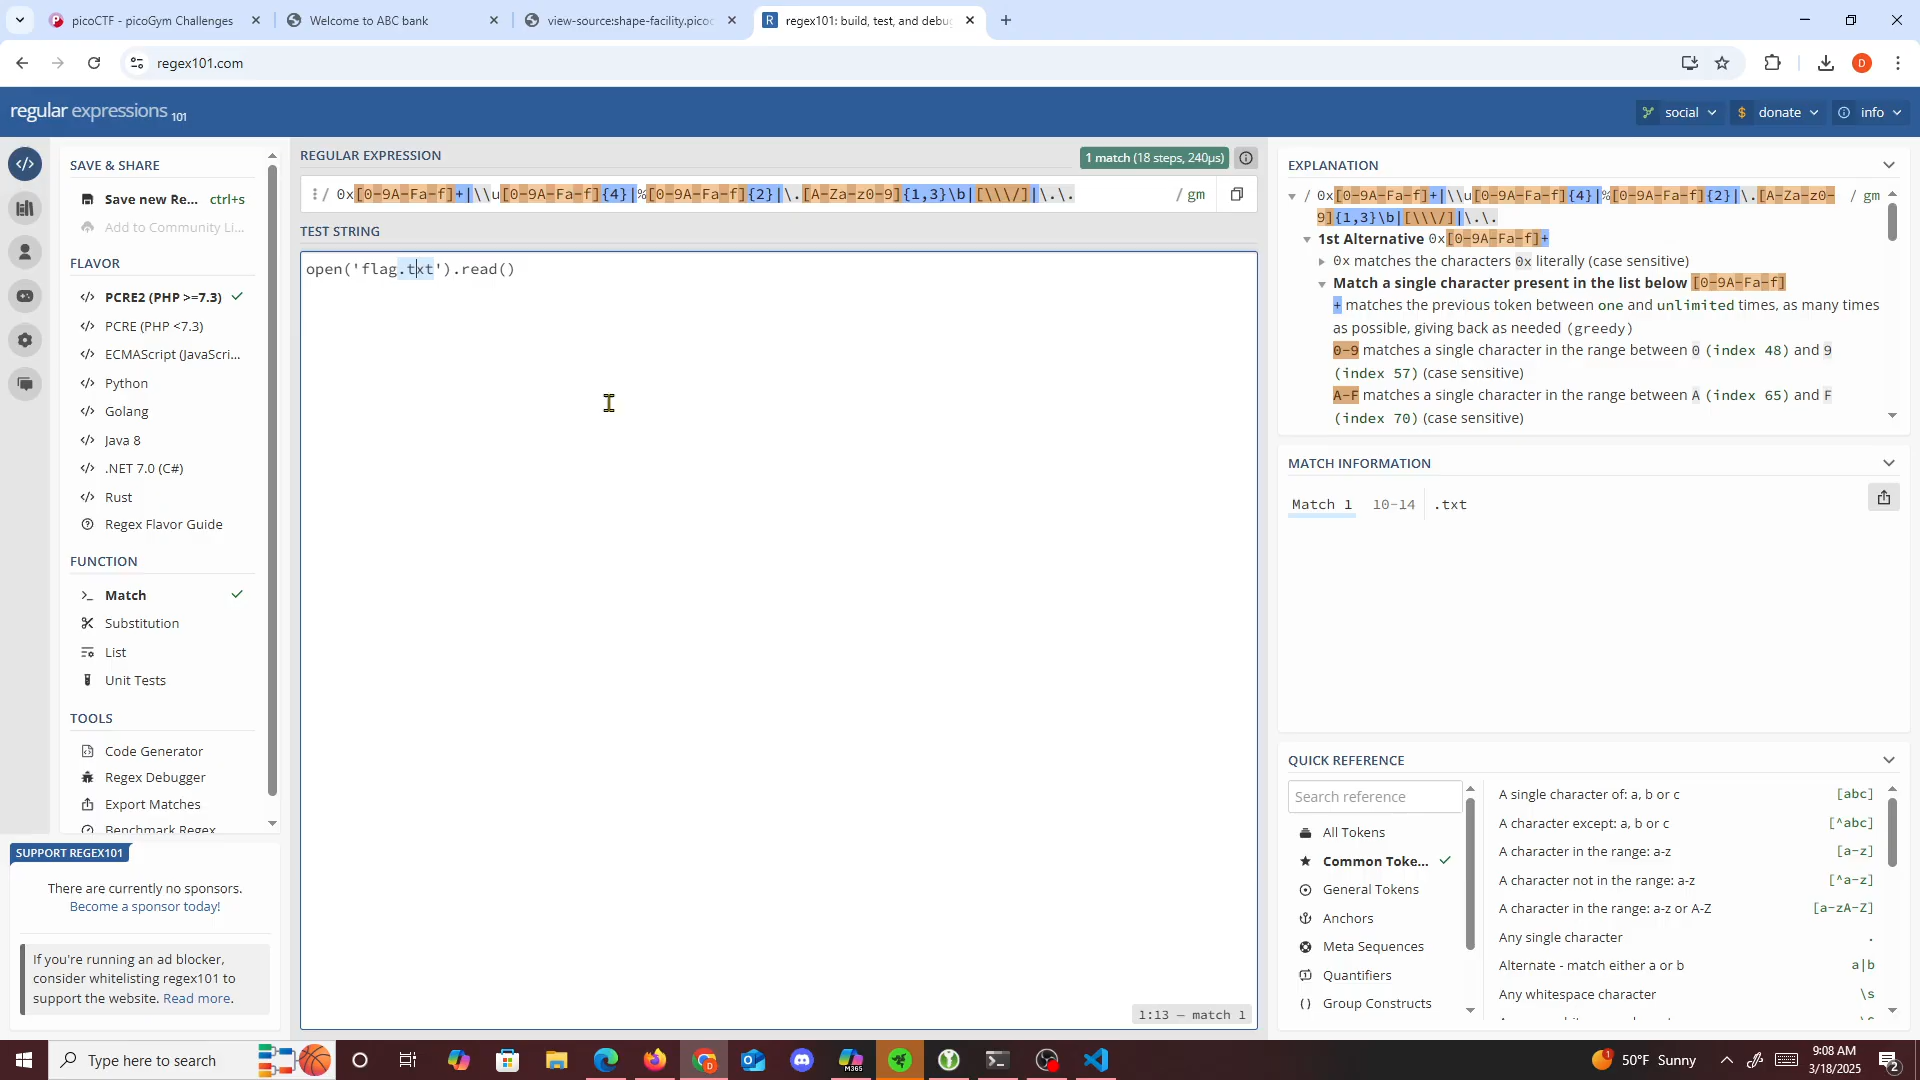 picoCTF - picoGym Challenges
Welcome to ABC bank
view-source:shape-facility.picoc
regex101: build, test, and debug
regex101.com
D
regular expressions 101
social
donate
info
SAVE & SHARE
Save new Re... ctrl+s
Add to Community Li...
FLAVOR
PCRE2 (PHP >=7.3)
PCRE (PHP <7.3)
ECMAScript (JavaScri...
Python
Golang
Java 8
.NET 7.0 (C#)
Rust
Regex Flavor Guide
FUNCTION
Match
Substitution
List
Unit Tests
TOOLS
Code Generator
Regex Debugger
Export Matches
Benchmark Regex
SUPPORT REGEX101
There are currently no sponsors.
Become a sponsor today!
If you're running an ad blocker,
consider whitelisting regex101 to
support the website. Read more.
REGULAR EXPRESSION
1 match (18 steps, 240µs)
/ 0x[0-9A-Fa-f]+|\\u[0-9A-Fa-f]{4}|%[0-9A-Fa-f]{2}|\.[A-Za-z0-9]{1,3}\b|[\\\/]|\.\. / gm
TEST STRING
open('flag.txt').read()
1:13 — match 1
EXPLANATION
/ 0x[0-9A-Fa-f]+|\\u[0-9A-Fa-f]{4}|%[0-9A-Fa-f]{2}|\.[A-Za-z0- / gm
9]{1,3}\b|[\\\/]|\.\.
1st Alternative 0x[0-9A-Fa-f]+
0x matches the characters 0x literally (case sensitive)
Match a single character present in the list below [0-9A-Fa-f]
+ matches the previous token between one and unlimited times, as many times
as possible, giving back as needed (greedy)
0-9 matches a single character in the range between 0 (index 48) and 9
(index 57) (case sensitive)
A-F matches a single character in the range between A (index 65) and F
(index 70) (case sensitive)
MATCH INFORMATION
Match 1 10-14 .txt
QUICK REFERENCE
Search reference
All Tokens
Common Toke...
General Tokens
Anchors
Meta Sequences
Quantifiers
Group Constructs
A single character of: a, b or c [abc]
A character except: a, b or c [^abc]
A character in the range: a-z [a-z]
A character not in the range: a-z [^a-z]
A character in the range: a-z or A-Z [a-zA-Z]
Any single character .
Alternate - match either a or b a|b
Any whitespace character \s
Type here to search
M365
1
50°F Sunny
9:08 AM
3/18/2025
2